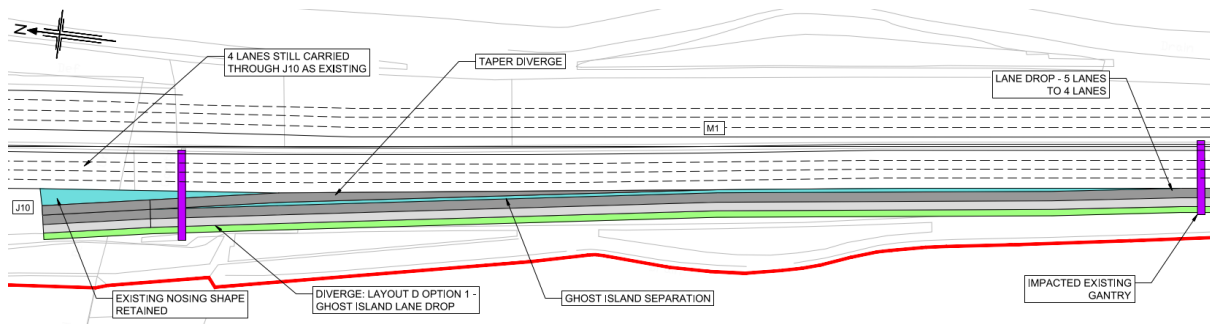 N
4 LANES STILL CARRIED
THROUGH J10 AS EXISTING
TAPER DIVERGE
LANE DROP - 5 LANES
TO 4 LANES
M1
J10
EXISTING NOSING SHAPE
RETAINED
DIVERGE: LAYOUT D OPTION 1 -
GHOST ISLAND LANE DROP
GHOST ISLAND SEPARATION
IMPACTED EXISTING
GANTRY